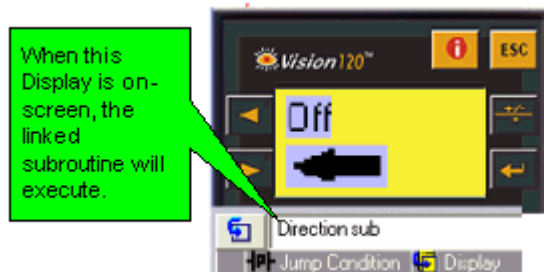 When this
Display is on-
screen, the
linked
subroutine will
execute.
Vision120™
i
ESC
+/-
Off
Direction sub
P
Jump Condition
Display